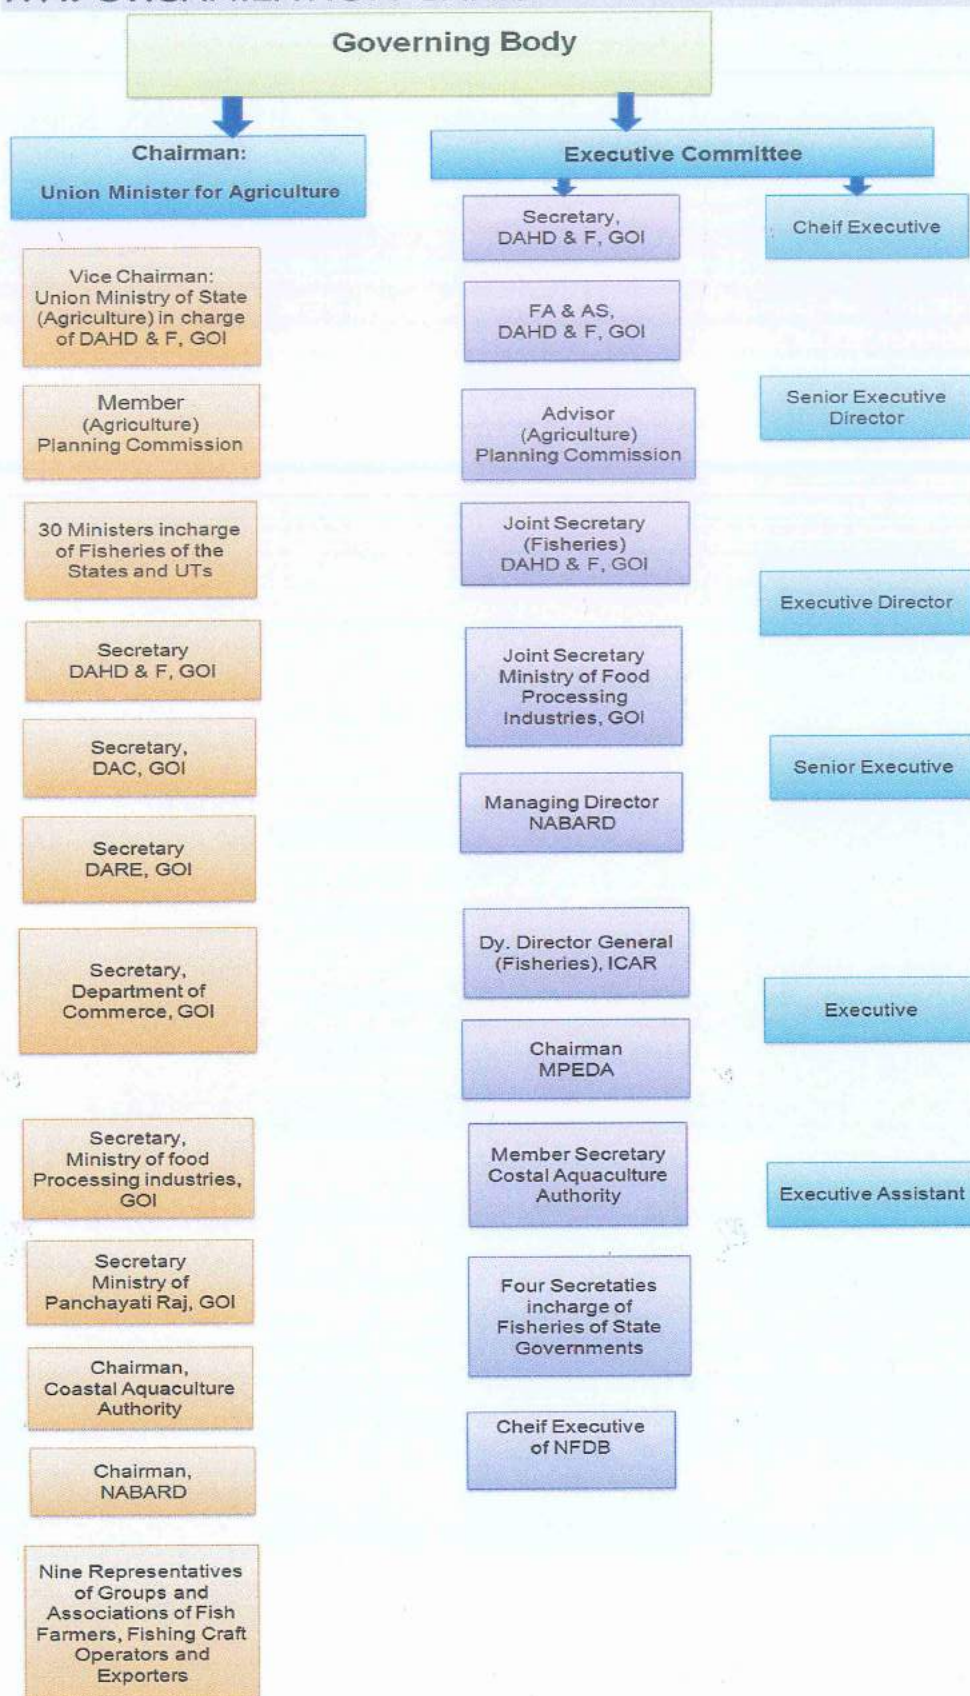 Governing Body
Chairman:
Union Minister for Agriculture
Vice Chairman:
Union Ministry of State
(Agriculture) in charge
of DAHD & F, GOI
Member
(Agriculture)
Planning Commission
30 Ministers incharge
of Fisheries of the
States and UTs
Secretary
DAHD & F, GOI
Secretary,
DAC, GOI
Secretary
DARE, GOI
Secretary,
Department of
Commerce, GOI
Secretary,
Ministry of food
Processing industries,
GOI
Secretary
Ministry of
Panchayati Raj, GOI
Chairman,
Coastal Aquaculture
Authority
Chairman,
NABARD
Nine Representatives
of Groups and
Associations of Fish
Farmers, Fishing Craft
Operators and
Exporters
Executive Committee
Secretary,
DAHD & F, GOI
FA & AS,
DAHD & F, GOI
Advisor
(Agriculture)
Planning Commission
Joint Secretary
(Fisheries)
DAHD & F, GOI
Joint Secretary
Ministry of Food
Processing
Industries, GOI
Managing Director
NABARD
Dy. Director General
(Fisheries), ICAR
Chairman
MPEDA
Member Secretary
Costal Aquaculture
Authority
Four Secretaties
incharge of
Fisheries of State
Governments
Cheif Executive
of NFDB
Cheif Executive
Senior Executive
Director
Executive Director
Senior Executive
Executive
Executive Assistant